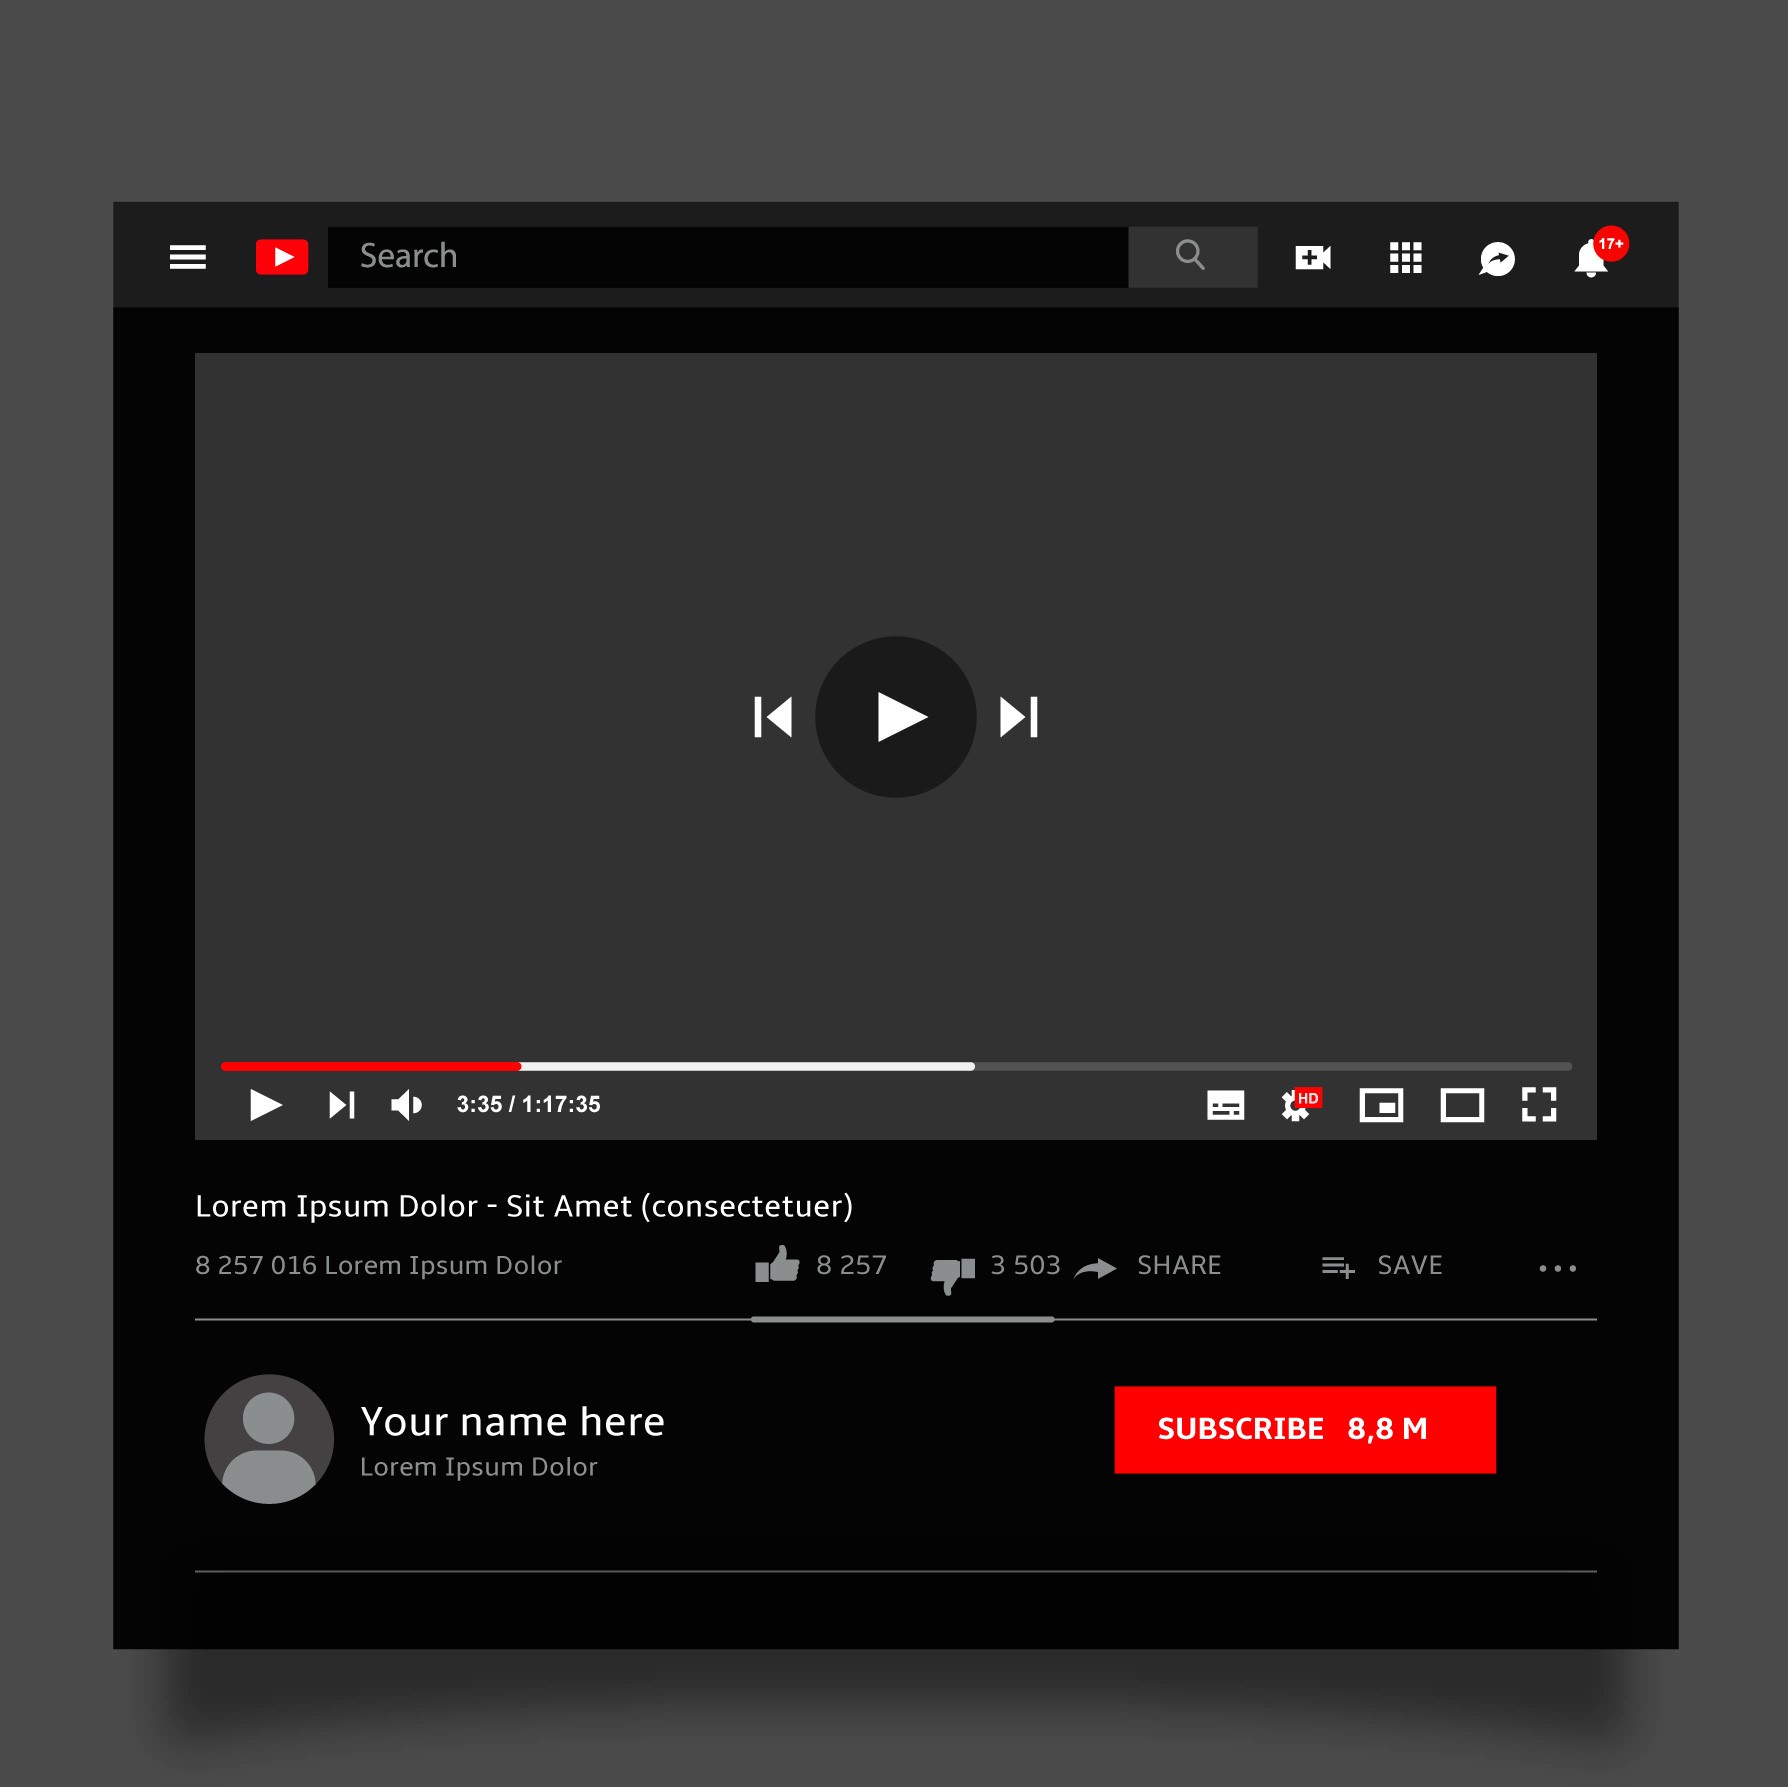 Search
17+
3:35 / 1:17:35
HD
Lorem Ipsum Dolor - Sit Amet (consectetuer)
8 257 016 Lorem Ipsum Dolor 8 257 3 503 SHARE SAVE
Your name here
Lorem Ipsum Dolor
SUBSCRIBE 8,8 M